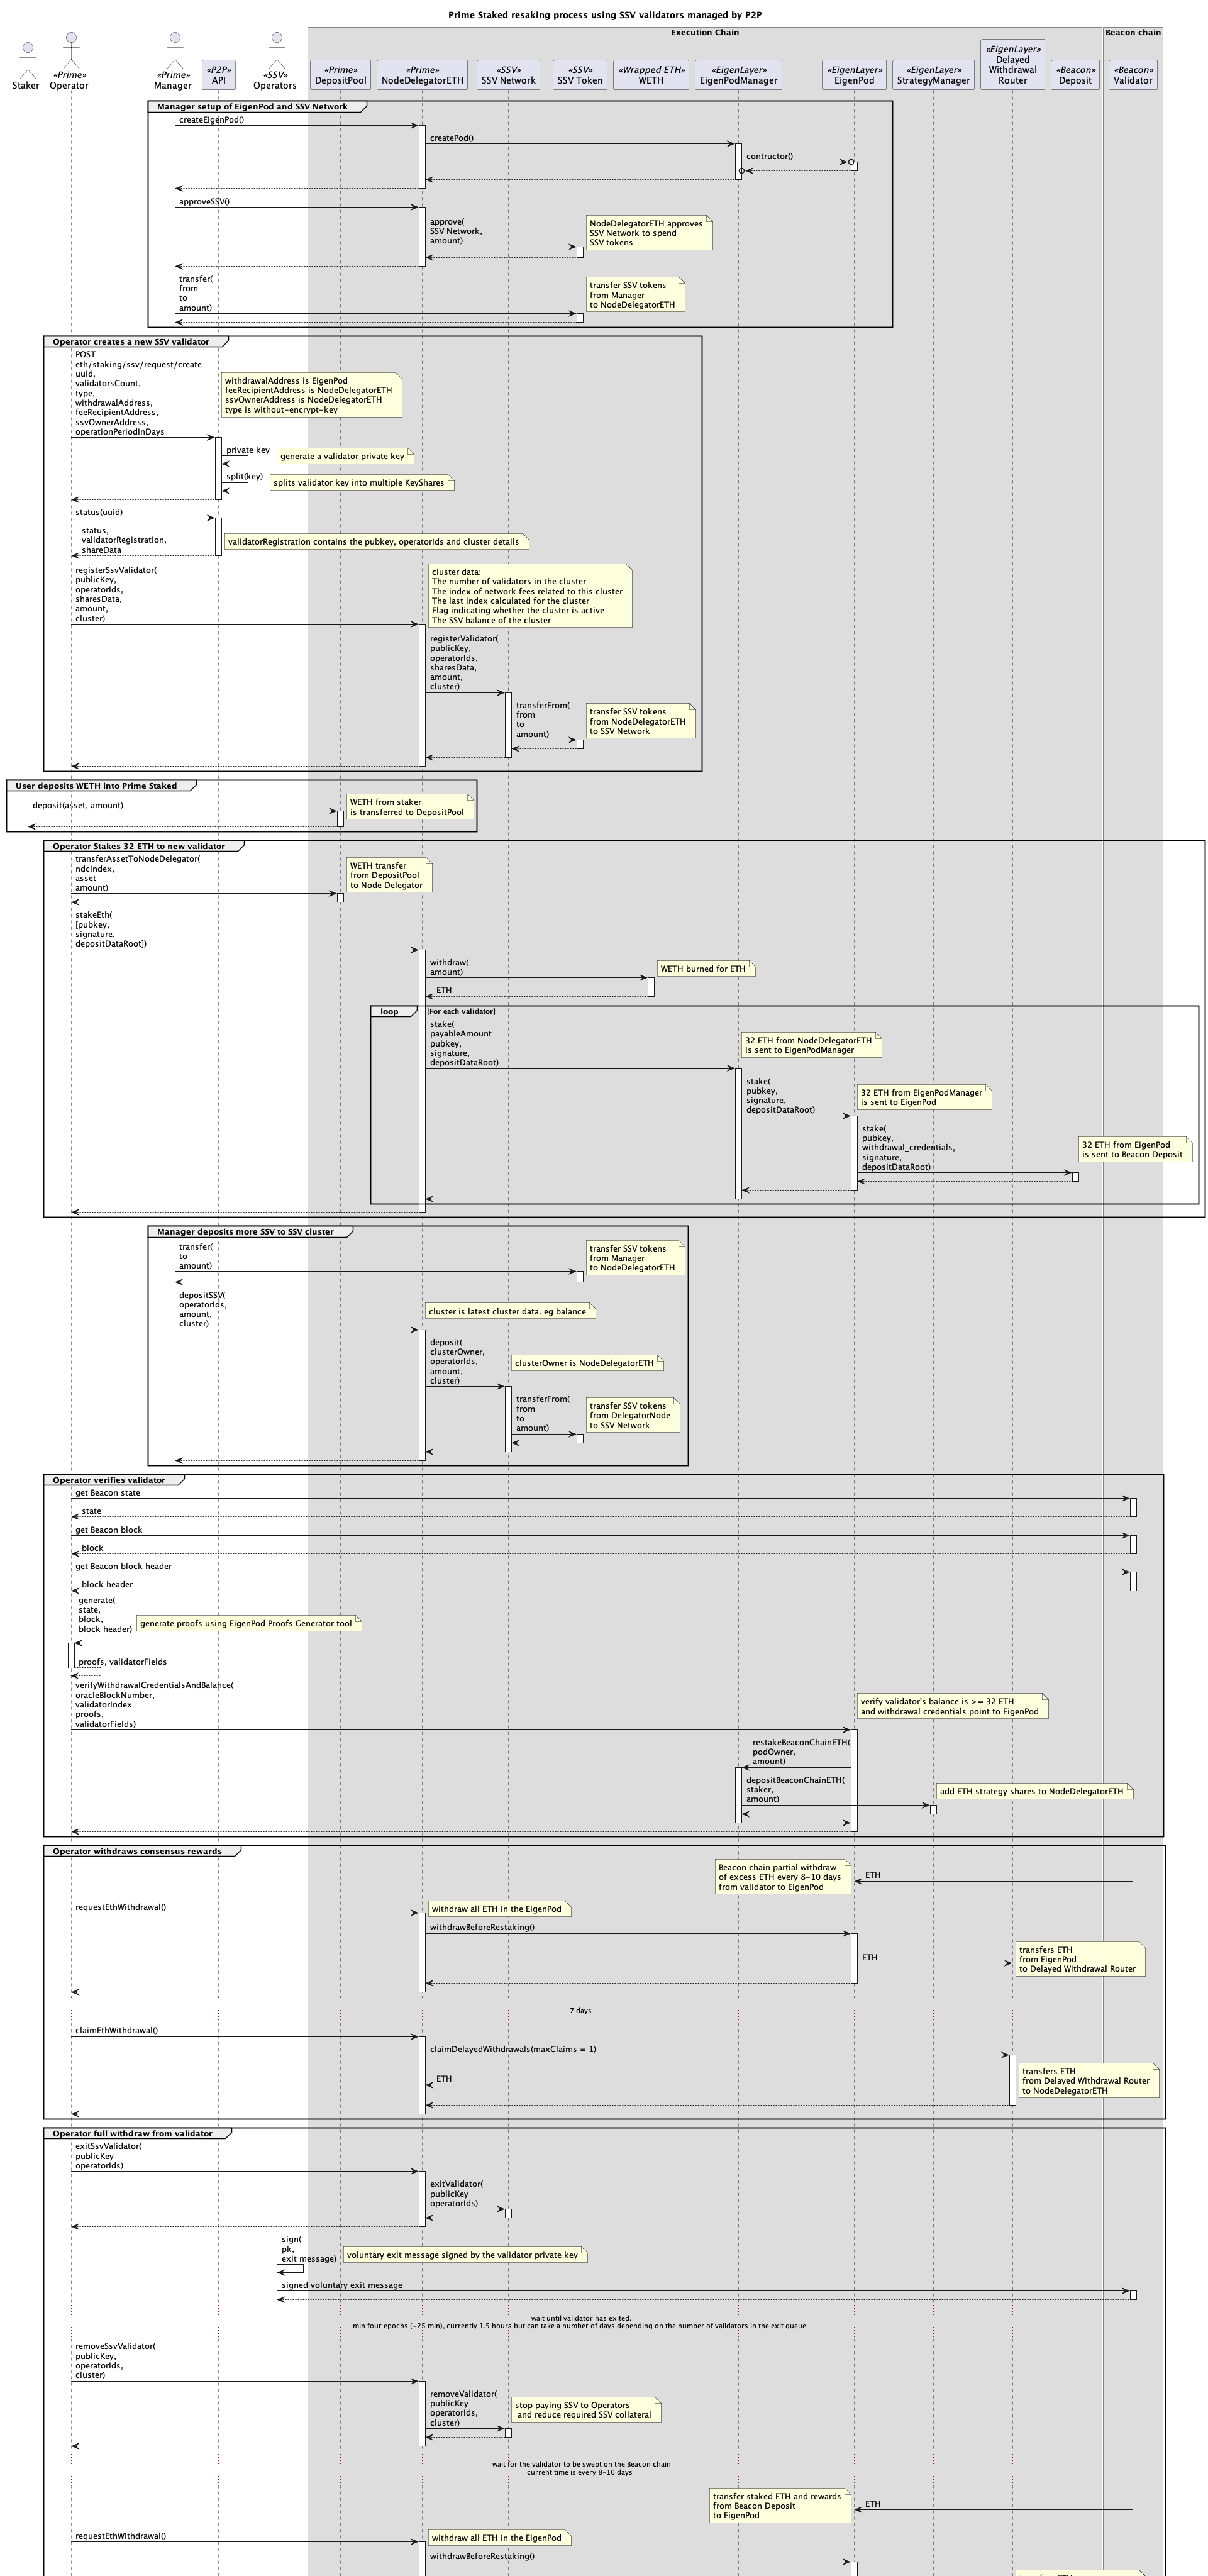 Prime Staked resaking process using SSV validators managed by P2P
Execution Chain
Beacon chain
Staker
«Prime»
Operator
«Prime»
Manager
«P2P»
API
«SSV»
Operators
«Prime»
DepositPool
«Prime»
NodeDelegatorETH
«SSV»
SSV Network
«SSV»
SSV Token
«Wrapped ETH»
WETH
«EigenLayer»
EigenPodManager
«EigenLayer»
EigenPod
«EigenLayer»
StrategyManager
«EigenLayer»
Delayed
Withdrawal
Router
«Beacon»
Deposit
«Beacon»
Validator
Manager setup of EigenPod and SSV Network
createEigenPod()
createPod()
contructor()
approveSSV()
approve(
SSV Network,
amount)
NodeDelegatorETH approves
SSV Network to spend
SSV tokens
transfer(
from
to
amount)
transfer SSV tokens
from Manager
to NodeDelegatorETH
Operator creates a new SSV validator
POST
eth/staking/ssv/request/create
uuid,
validatorsCount,
type,
withdrawalAddress,
feeRecipientAddress,
ssvOwnerAddress,
operationPeriodInDays
withdrawalAddress is EigenPod
feeRecipientAddress is NodeDelegatorETH
ssvOwnerAddress is NodeDelegatorETH
type is without-encrypt-key
private key
generate a validator private key
split(key)
splits validator key into multiple KeyShares
status(uuid)
status,
validatorRegistration,
shareData
validatorRegistration contains the pubkey, operatorIds and cluster details
registerSsvValidator(
publicKey,
operatorIds,
sharesData,
amount,
cluster)
cluster data:
The number of validators in the cluster
The index of network fees related to this cluster
The last index calculated for the cluster
Flag indicating whether the cluster is active
The SSV balance of the cluster
registerValidator(
publicKey,
operatorIds,
sharesData,
amount,
cluster)
transferFrom(
from
to
amount)
transfer SSV tokens
from NodeDelegatorETH
to SSV Network
User deposits WETH into Prime Staked
deposit(asset, amount)
WETH from staker
is transferred to DepositPool
Operator Stakes 32 ETH to new validator
transferAssetToNodeDelegator(
ndcIndex,
asset
amount)
WETH transfer
from DepositPool
to Node Delegator
stakeEth(
[pubkey,
signature,
depositDataRoot])
withdraw(
amount)
WETH burned for ETH
ETH
loop
[For each validator]
stake(
payableAmount
pubkey,
signature,
depositDataRoot)
32 ETH from NodeDelegatorETH
is sent to EigenPodManager
stake(
pubkey,
signature,
depositDataRoot)
32 ETH from EigenPodManager
is sent to EigenPod
stake(
pubkey,
withdrawal_credentials,
signature,
depositDataRoot)
32 ETH from EigenPod
is sent to Beacon Deposit
Manager deposits more SSV to SSV cluster
transfer(
to
amount)
transfer SSV tokens
from Manager
to NodeDelegatorETH
depositSSV(
operatorIds,
amount,
cluster)
cluster is latest cluster data. eg balance
deposit(
clusterOwner,
operatorIds,
amount,
cluster)
clusterOwner is NodeDelegatorETH
transferFrom(
from
to
amount)
transfer SSV tokens
from DelegatorNode
to SSV Network
Operator verifies validator
get Beacon state
state
get Beacon block
block
get Beacon block header
block header
generate(
state,
block,
block header)
generate proofs using EigenPod Proofs Generator tool
proofs, validatorFields
verifyWithdrawalCredentialsAndBalance(
oracleBlockNumber,
validatorIndex
proofs,
validatorFields)
verify validator's balance is >= 32 ETH
and withdrawal credentials point to EigenPod
restakeBeaconChainETH(
podOwner,
amount)
depositBeaconChainETH(
staker,
amount)
add ETH strategy shares to NodeDelegatorETH
Operator withdraws consensus rewards
Beacon chain partial withdraw
of excess ETH every 8-10 days
from validator to EigenPod
ETH
requestEthWithdrawal()
withdraw all ETH in the EigenPod
withdrawBeforeRestaking()
ETH
transfers ETH
from EigenPod
to Delayed Withdrawal Router
7 days
claimEthWithdrawal()
claimDelayedWithdrawals(maxClaims = 1)
ETH
transfers ETH
from Delayed Withdrawal Router
to NodeDelegatorETH
Operator full withdraw from validator
exitSsvValidator(
publicKey
operatorIds)
exitValidator(
publicKey
operatorIds)
sign(
pk,
exit message)
voluntary exit message signed by the validator private key
signed voluntary exit message
wait until validator has exited.
min four epochs (~25 min), currently 1.5 hours but can take a number of days depending on the number of validators in the exit queue
removeSsvValidator(
publicKey,
operatorIds,
cluster)
removeValidator(
publicKey
operatorIds,
cluster)
stop paying SSV to Operators
and reduce required SSV collateral
wait for the validator to be swept on the Beacon chain
current time is every 8-10 days
transfer staked ETH and rewards
from Beacon Deposit
to EigenPod
ETH
requestEthWithdrawal()
withdraw all ETH in the EigenPod
withdrawBeforeRestaking()